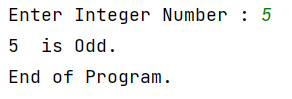 Enter Integer Number : 5
5  is Odd.
End of Program.